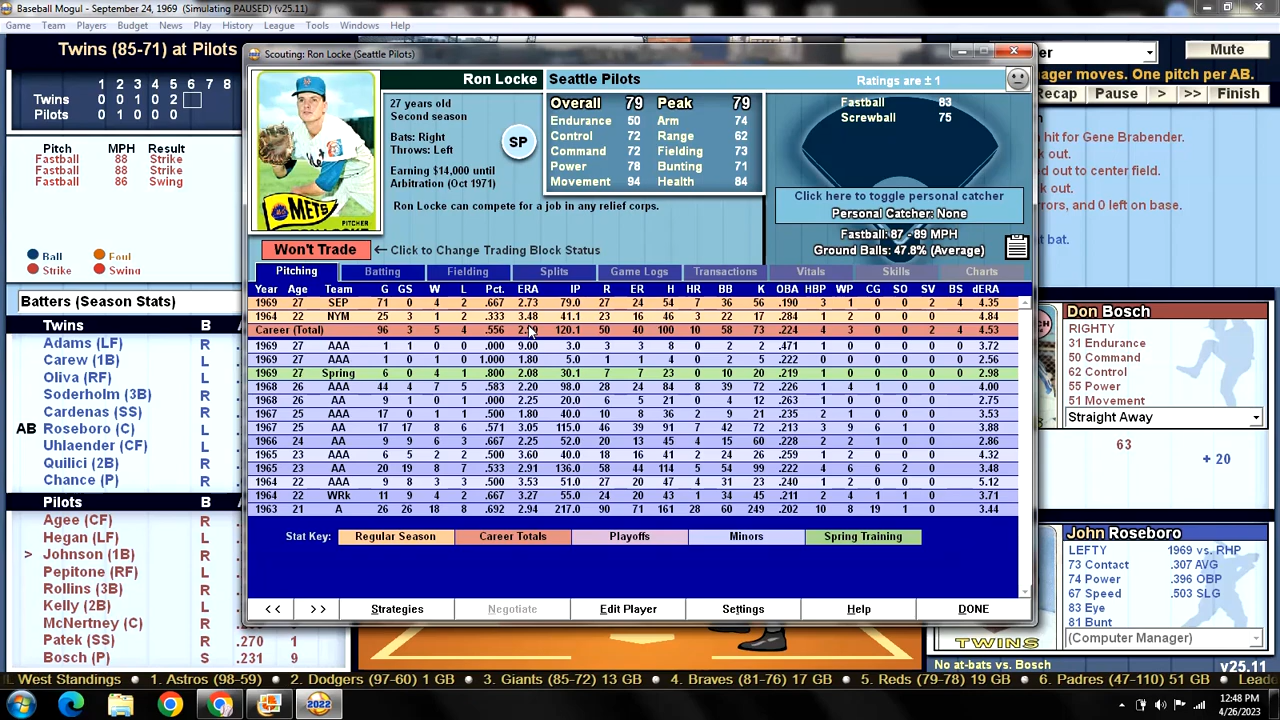 Baseball Mogul - September 24, 1969 (Simulating PAUSED) (v25.11)
Game Team Players Budget News Play History League Tools Windows Help
Twins (85-71) at Pilots
1 2 3 4 5 6 7 8
Twins 0 0 1 0 2
Pilots 0 1 0 0 0
Pitch MPH Result
Fastball 88 Strike
Fastball 88 Strike
Fastball 86 Swing
Ball Foul
Strike Swing
Batters (Season Stats)
Twins B
Adams (LF) R
Carew (1B) L
Oliva (RF) L
Soderholm (3B) R
Cardenas (SS) R
AB Roseboro (C) L
Uhlaender (CF) L
Quilici (2B) R
Chance (P) R
Pilots B
Agee (CF) R
Hegan (LF) L
> Johnson (1B) R
Pepitone (RF) L
Rollins (3B) R
Kelly (2B) L
McNertney (C) R
Patek (SS) R .270 1
Bosch (P) S .231 9
Scouting: Ron Locke (Seattle Pilots)
METS
PITCHER
Ron Locke
27 years old
Second season
Bats: Right
Throws: Left
Earning $14,000 until
Arbitration (Oct 1971)
SP
Seattle Pilots
Overall 79 Peak 79
Endurance 50 Arm 74
Control 72 Range 62
Command 72 Fielding 73
Power 78 Bunting 71
Movement 94 Health 84
Ron Locke can compete for a job in any relief corps.
Ratings are ± 1
Fastball 83
Screwball 75
Click here to toggle personal catcher
Personal Catcher: None
Fastball: 87 - 89 MPH
Ground Balls: 47.8% (Average)
Won't Trade Click to Change Trading Block Status
Pitching Batting Fielding Splits Game Logs Transactions Vitals Skills Charts
Year Age Team G GS W L Pct. ERA IP R ER H HR BB K OBA HBP WP CG SO SV BS dERA
1969 27 SEP 71 0 4 2 .667 2.73 79.0 27 24 54 7 36 56 .190 3 1 0 0 2 4 4.35
1964 22 NYM 25 3 1 2 .333 3.48 41.1 23 16 46 3 22 17 .284 1 2 0 0 0 0 4.84
Career (Total) 96 3 5 4 .556 120.1 50 40 100 10 58 73 .224 4 3 0 0 2 4 4.53
1969 27 AAA 1 1 0 0 .000 9.00 3.0 3 3 8 0 2 2 .471 1 0 0 0 0 0 3.72
1969 27 AAA 1 1 1 0 1.000 1.80 5.0 1 1 4 0 2 5 .222 0 0 0 0 0 0 2.56
1969 27 Spring 6 0 4 1 .800 2.08 30.1 7 7 23 0 10 20 .219 1 0 0 0 0 0 2.98
1968 26 AAA 44 4 7 5 .583 2.20 98.0 28 24 84 8 39 72 .226 1 4 1 0 0 0 4.00
1968 26 AA 9 1 0 1 .000 2.25 20.0 6 5 21 0 4 12 .263 1 0 0 0 0 0 2.75
1967 25 AAA 17 0 1 1 .500 1.80 40.0 10 8 36 2 9 21 .235 2 1 0 0 0 0 3.53
1967 25 AA 17 17 8 6 .571 3.05 115.0 46 39 91 7 42 72 .213 3 9 6 1 0 0 3.88
1966 24 AA 9 9 6 3 .667 2.25 52.0 20 13 45 4 15 60 .228 2 2 1 0 0 0 2.86
1965 23 AAA 6 5 2 2 .500 3.60 40.0 18 16 41 2 24 26 .259 1 2 1 0 0 0 4.32
1965 23 AA 20 19 8 7 .533 2.91 136.0 58 44 114 5 54 99 .222 4 6 6 2 0 0 3.48
1964 22 AAA 9 8 3 3 .500 3.53 51.0 27 20 47 4 31 23 .240 1 2 0 0 0 0 5.12
1964 22 WRk 11 9 4 2 .667 3.27 55.0 24 20 43 1 34 45 .211 2 4 1 1 0 0 3.71
1963 21 A 26 26 18 8 .692 2.94 217.0 90 71 161 28 60 249 .202 10 8 19 1 0 0 3.44
Stat Key: Regular Season Career Totals Playoffs Minors Spring Training
<< >> Strategies Negotiate Edit Player Settings Help DONE
Mute
nager moves. One pitch per AB.
Recap Pause > >> Finish
hit for Gene Brabender.
k out.
nd out to center field.
k out.
rrors, and 0 left on base.
at bat.
Don Bosch
RIGHTY
31 Endurance
50 Command
62 Control
55 Power
51 Movement
Straight Away
63
+ 20
John Roseboro
LEFTY 1969 vs. RHP
73 Contact .307 AVG
74 Power .396 OBP
67 Speed .503 SLG
83 Eye
81 Bunt
(Computer Manager)
TWINS
No at-bats vs. Bosch
v25.11
l. West Standings 1. Astros (98-59) 2. Dodgers (97-60) 1 GB 3. Giants (85-72) 13 GB 4. Braves (81-76) 17 GB 5. Reds (79-78) 19 GB 6. Padres (47-110) 51 GB Leade
2022
12:48 PM
4/26/2023